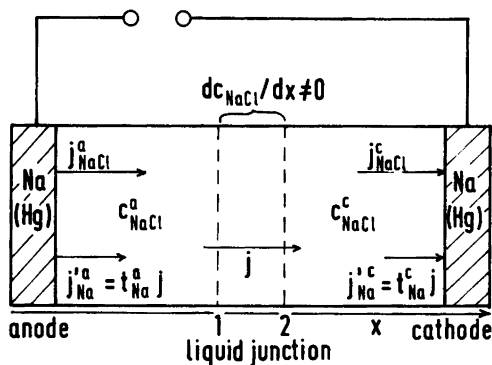 dc_NaCl/dx≠0
j^a_NaCl
j^c_NaCl
Na
(Hg)
Na
(Hg)
c^a_NaCl
c^c_NaCl
j
j'^a_Na = t^a_Na j
j'^c_Na = t^c_Na j
anode
1
2
x
cathode
liquid junction